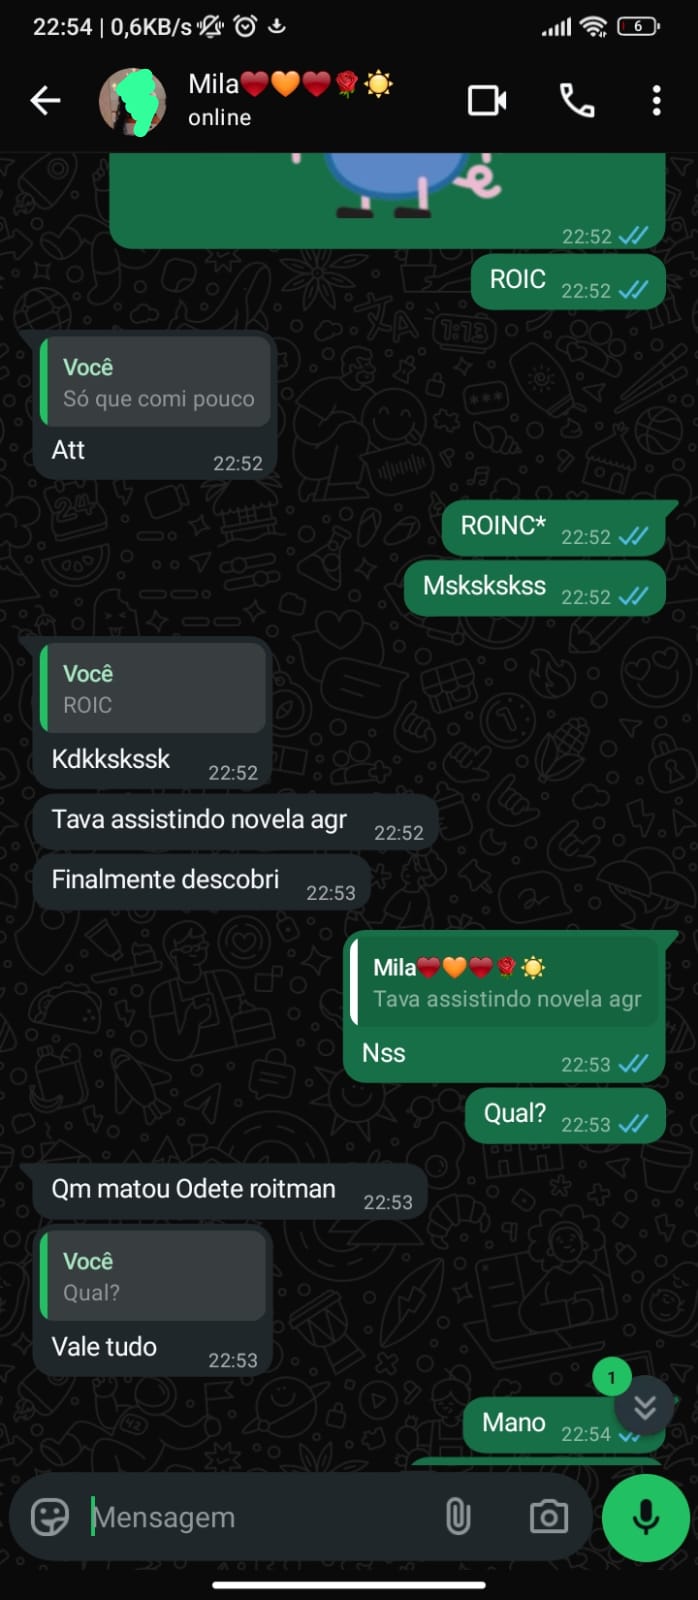 22:54 | 0,6KB/s
6
Mila❤️🧡❤️🌹☀️
online
22:52
ROIC 22:52
Você
Só que comi pouco
Att 22:52
ROINC* 22:52
Msksksks​s 22:52
Você
ROIC
Kdkkskssk 22:52
Tava assistindo novela agr 22:52
Finalmente descobri 22:53
Mila❤️🧡❤️🌹☀️
Tava assistindo novela agr
Nss 22:53
Qual? 22:53
Qm matou Odete roitman 22:53
Você
Qual?
Vale tudo 22:53
1
Mano 22:54
Mensagem